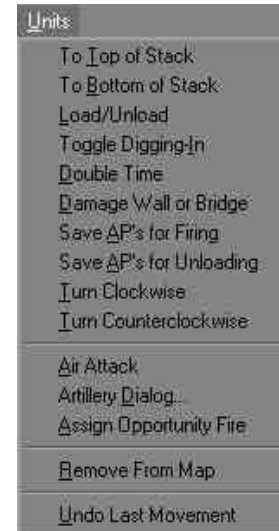 Units
To Top of Stack
To Bottom of Stack
Load/Unload
Toggle Digging-In
Double Time
Damage Wall or Bridge
Save AP's for Firing
Save AP's for Unloading
Turn Clockwise
Turn Counterclockwise
Air Attack
Artillery Dialog...
Assign Opportunity Fire
Remove From Map
Undo Last Movement